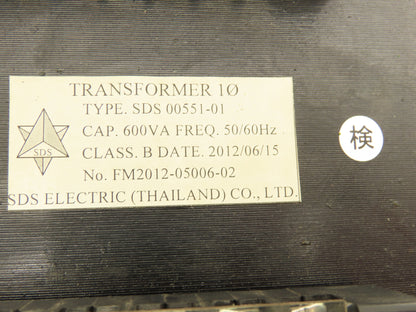 TRANSFORMER 1Ø
TYPE. SDS 00551-01
CAP. 600VA FREQ. 50/60Hz
CLASS. B DATE. 2012/06/15
No. FM2012-05006-02
SDS ELECTRIC (THAILAND) CO., LTD.
SDS
検